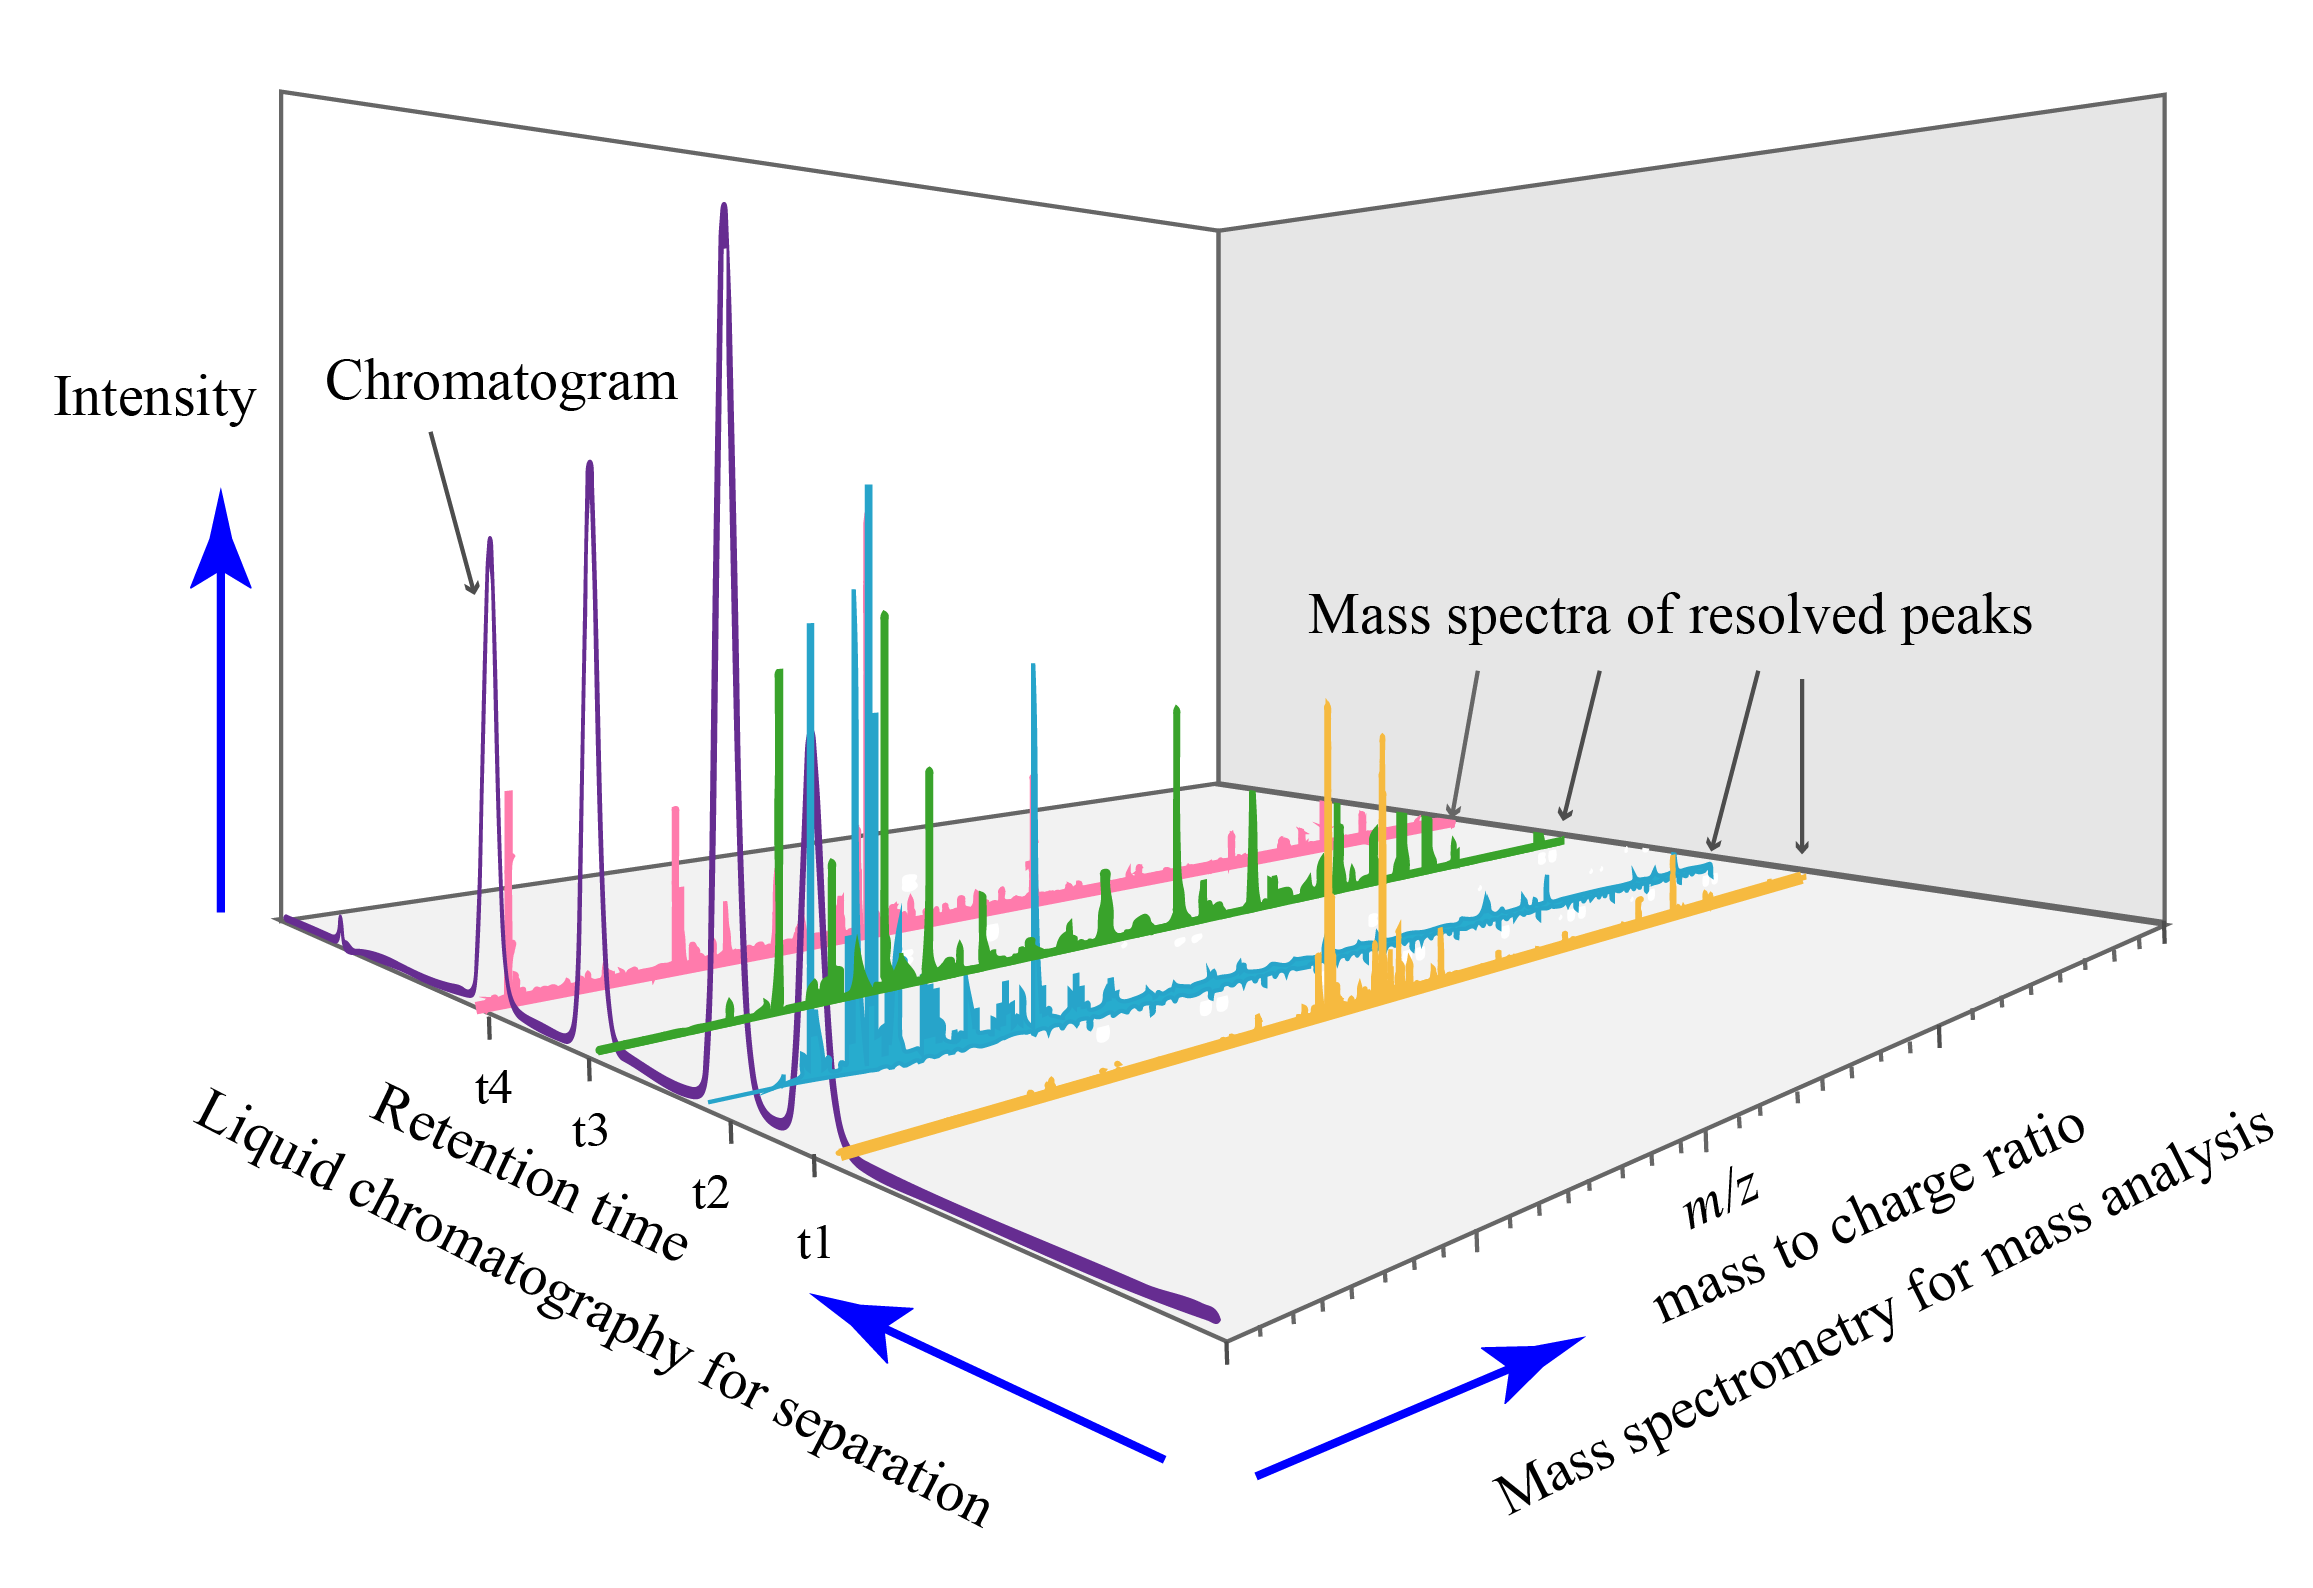 Intensity
Chromatogram
Mass spectra of resolved peaks
t4
t3
t2
t1
Retention time
Liquid chromatography for separation
m/z
mass to charge ratio
Mass spectrometry for mass analysis